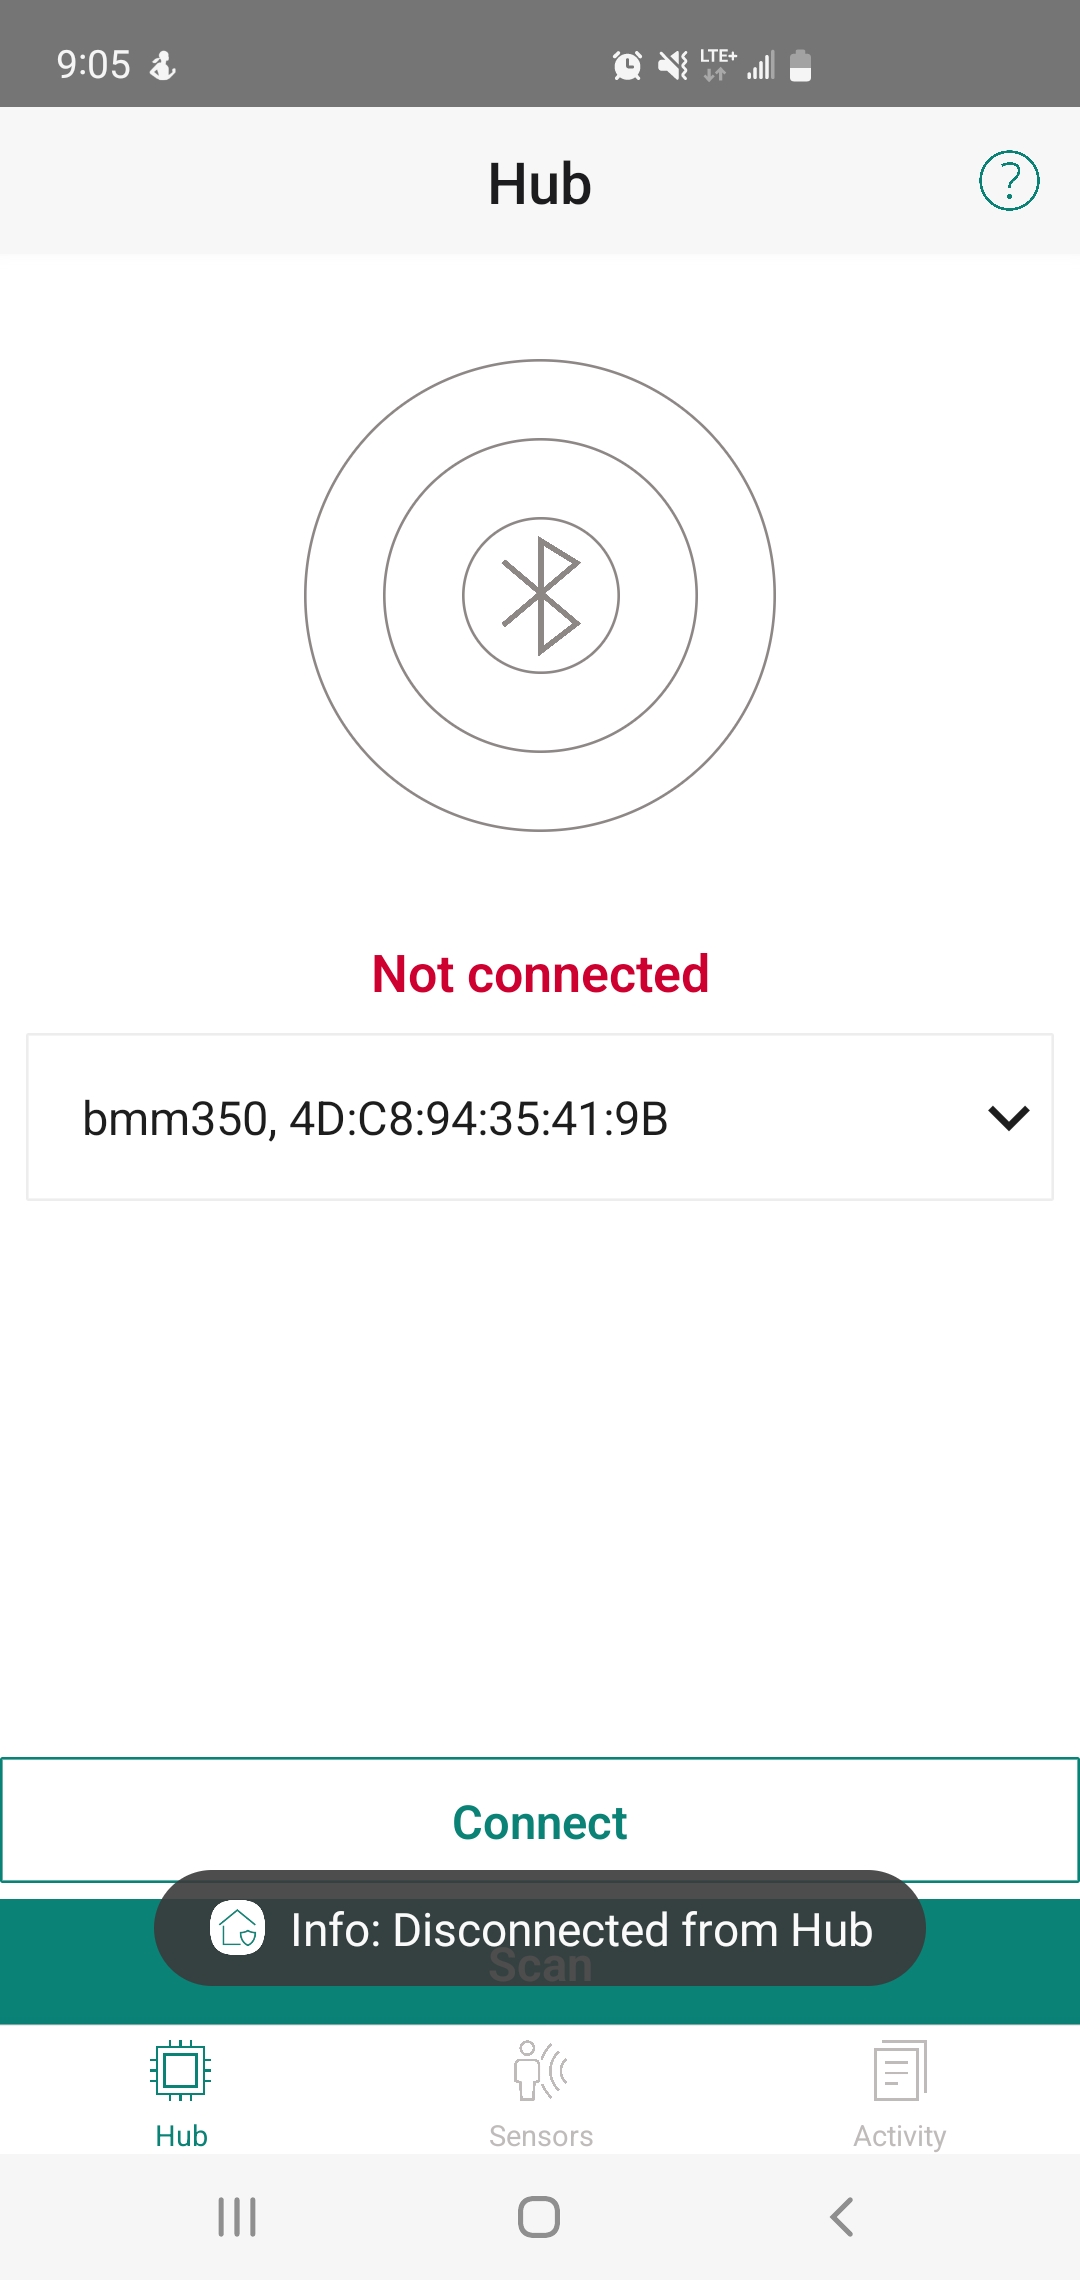 9:05
LTE+
Hub
?
Not connected
bmm350, 4D:C8:94:35:41:9B
Connect
Info: Disconnected from Hub
Scan
Hub
Sensors
Activity